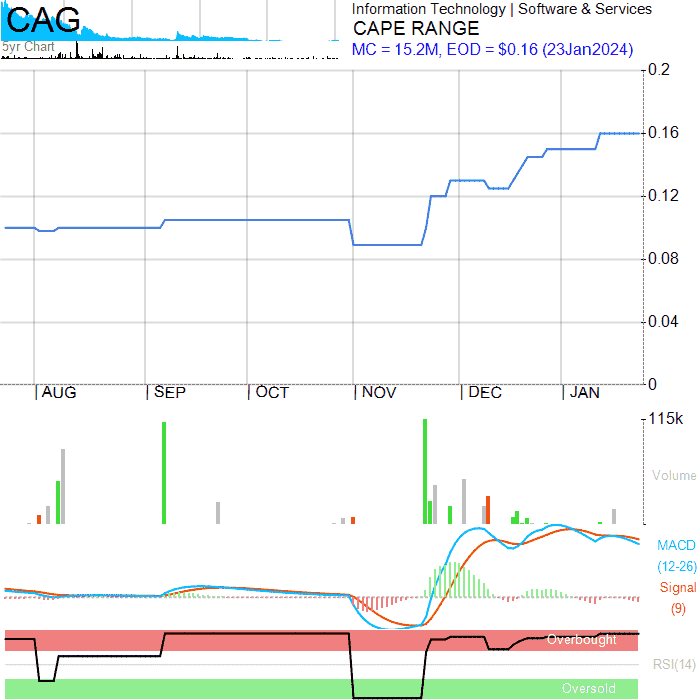 CAG
5yr Chart
Information Technology | Software & Services
CAPE RANGE
MC = 15.2M, EOD = $0.16 (23Jan2024)
0.2
0.16
0.12
0.08
0.04
0
AUG
SEP
OCT
NOV
DEC
JAN
115k
Volume
MACD
(12-26)
Signal
(9)
Overbought
RSI(14)
Oversold